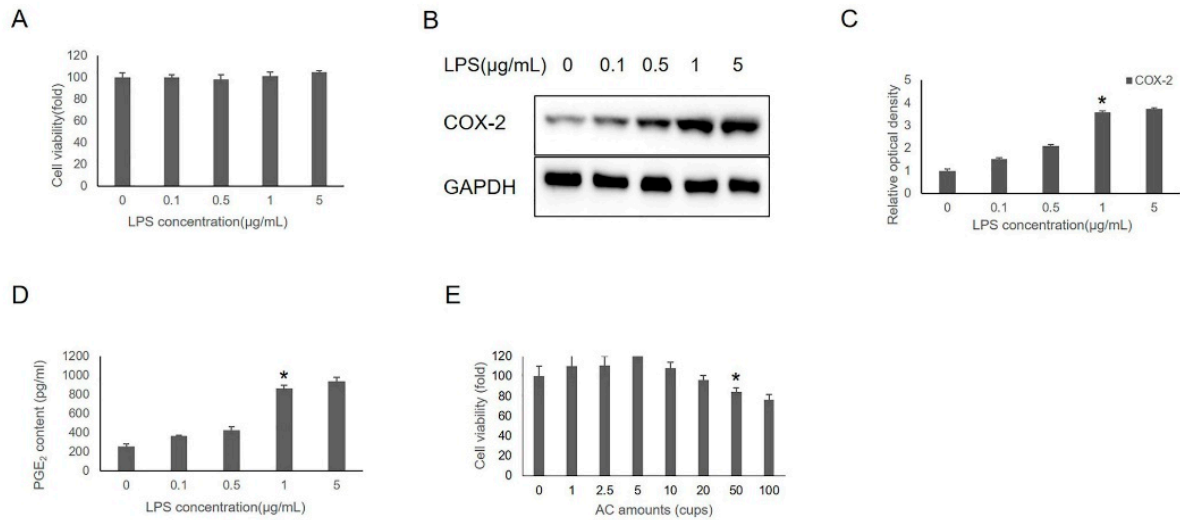 A
120
100
80
60
40
20
0
Cell viability(fold)
0 0.1 0.5 1 5
LPS concentration(µg/mL)
B
LPS(µg/mL) 0 0.1 0.5 1 5
COX-2
GAPDH
C
5
4
3
2
1
0
Relative optical density
COX-2
*
0 0.1 0.5 1 5
LPS concentration(µg/mL)
D
1200
1000
800
600
400
200
0
PGE₂ content (pg/ml)
*
0 0.1 0.5 1 5
LPS concentration(µg/mL)
E
120
100
80
60
40
20
0
Cell viability (fold)
*
0 1 2.5 5 10 20 50 100
AC amounts (cups)